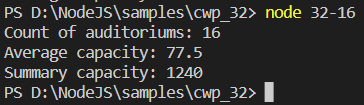 PS D:\NodeJS\samples\cwp_32> node 32-16
Count of auditoriums: 16
Average capacity: 77.5
Summary capacity: 1240
PS D:\NodeJS\samples\cwp_32>